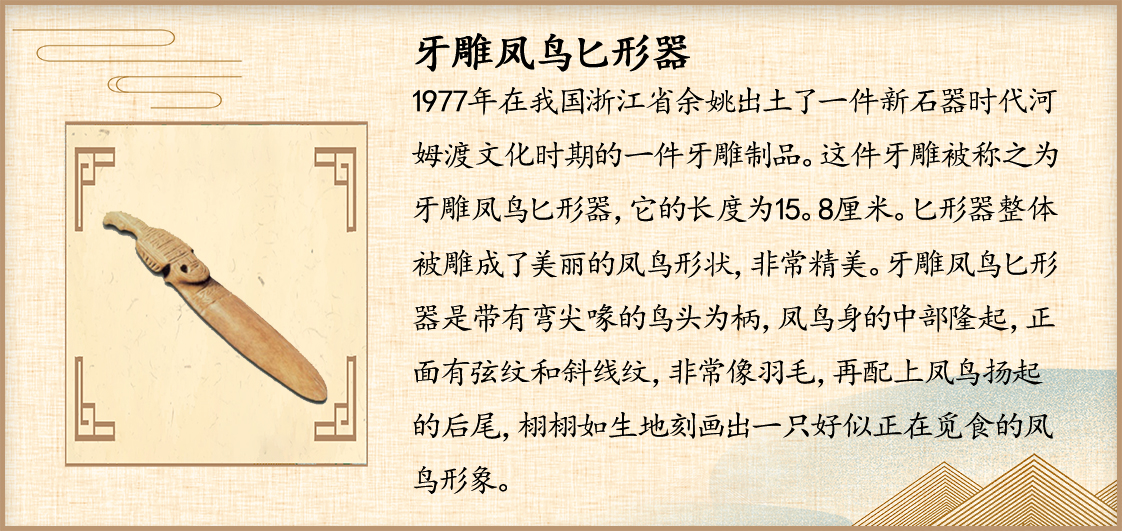 牙雕凤鸟匕形器
1977年在我国浙江省余姚出土了一件新石器时代河
姆渡文化时期的一件牙雕制品。这件牙雕被称之为
牙雕凤鸟匕形器，它的长度为15。8厘米。匕形器整体
被雕成了美丽的凤鸟形状，非常精美。牙雕凤鸟匕形
器是带有弯尖喙的鸟头为柄，凤鸟身的中部隆起，正
面有弦纹和斜线纹，非常像羽毛，再配上凤鸟扬起
的后尾，栩栩如生地刻画出一只好似正在觅食的凤
鸟形象。